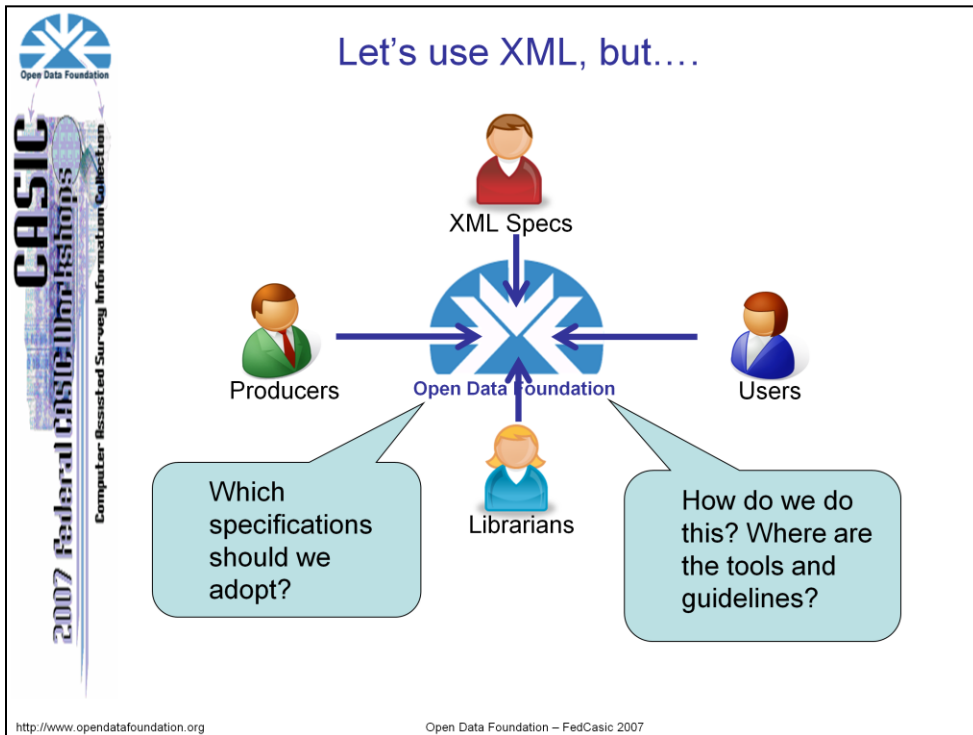 Open Data Foundation
CASIC
2007 Federal CASIC Workshops
Computer Assisted Survey Information Collection
Let's use XML, but....
XML Specs
Producers
Open Data Foundation
Users
Librarians
Which
specifications
should we
adopt?
How do we do
this? Where are
the tools and
guidelines?
http://www.opendatafoundation.org
Open Data Foundation – FedCasic 2007